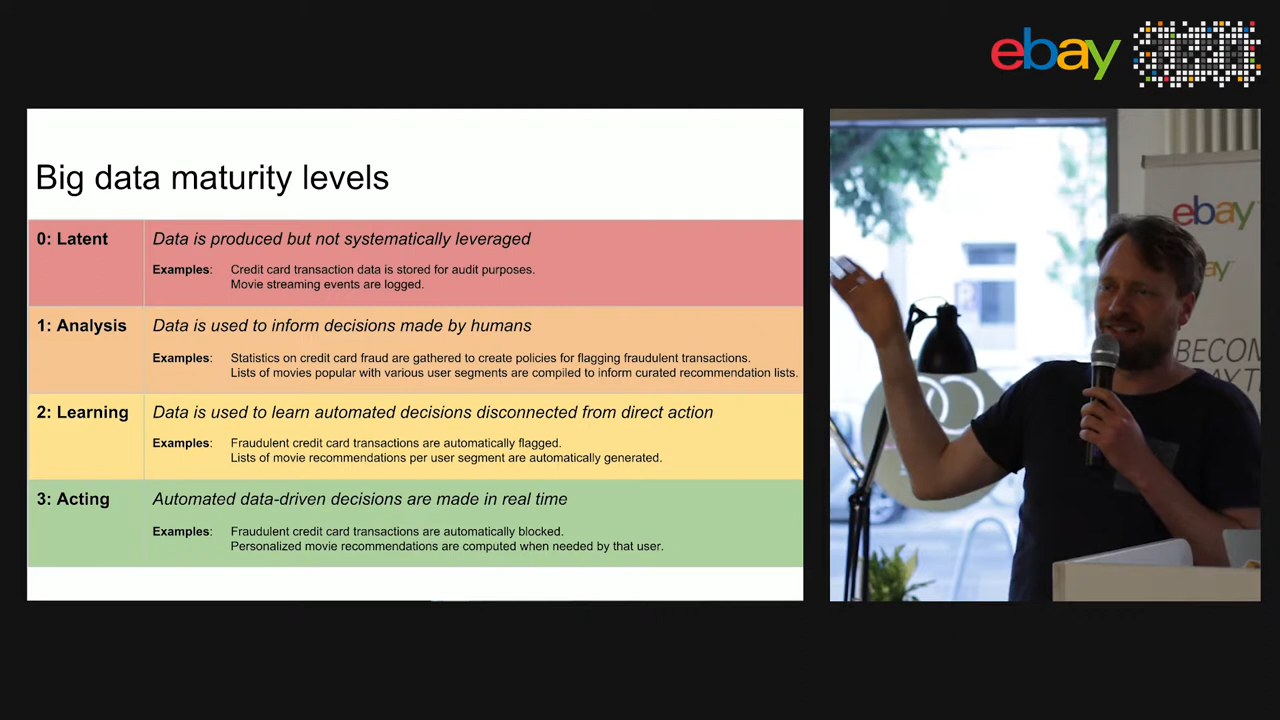 ebay
Big data maturity levels
0: Latent
Data is produced but not systematically leveraged
Examples: Credit card transaction data is stored for audit purposes.
Movie streaming events are logged.
1: Analysis
Data is used to inform decisions made by humans
Examples: Statistics on credit card fraud are gathered to create policies for flagging fraudulent transactions.
Lists of movies popular with various user segments are compiled to inform curated recommendation lists.
2: Learning
Data is used to learn automated decisions disconnected from direct action
Examples: Fraudulent credit card transactions are automatically flagged.
Lists of movie recommendations per user segment are automatically generated.
3: Acting
Automated data-driven decisions are made in real time
Examples: Fraudulent credit card transactions are automatically blocked.
Personalized movie recommendations are computed when needed by that user.
ebay
ay
BECOM